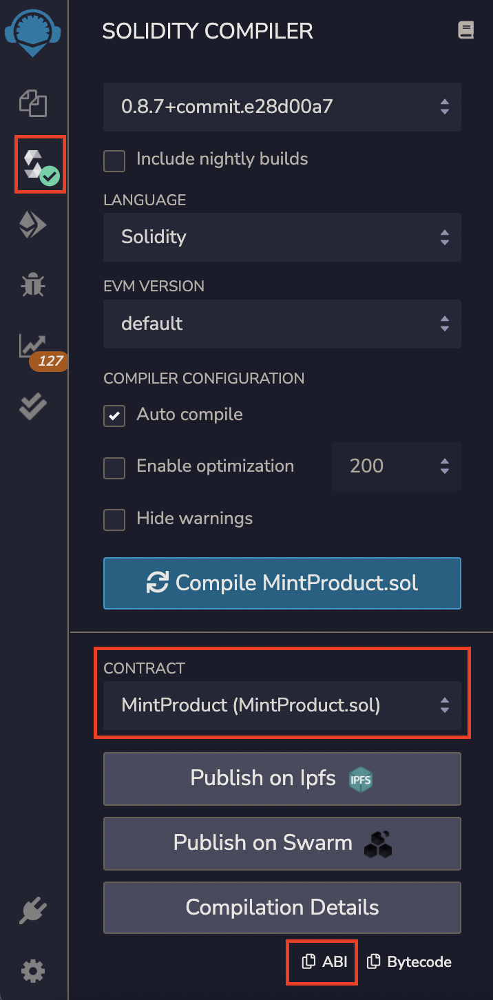 SOLIDITY COMPILER
0.8.7+commit.e28d00a7
Include nightly builds
LANGUAGE
Solidity
EVM VERSION
default
127
COMPILER CONFIGURATION
Auto compile
Enable optimization 200
Hide warnings
Compile MintProduct.sol
CONTRACT
MintProduct (MintProduct.sol)
Publish on Ipfs IPFS
Publish on Swarm
Compilation Details
ABI Bytecode